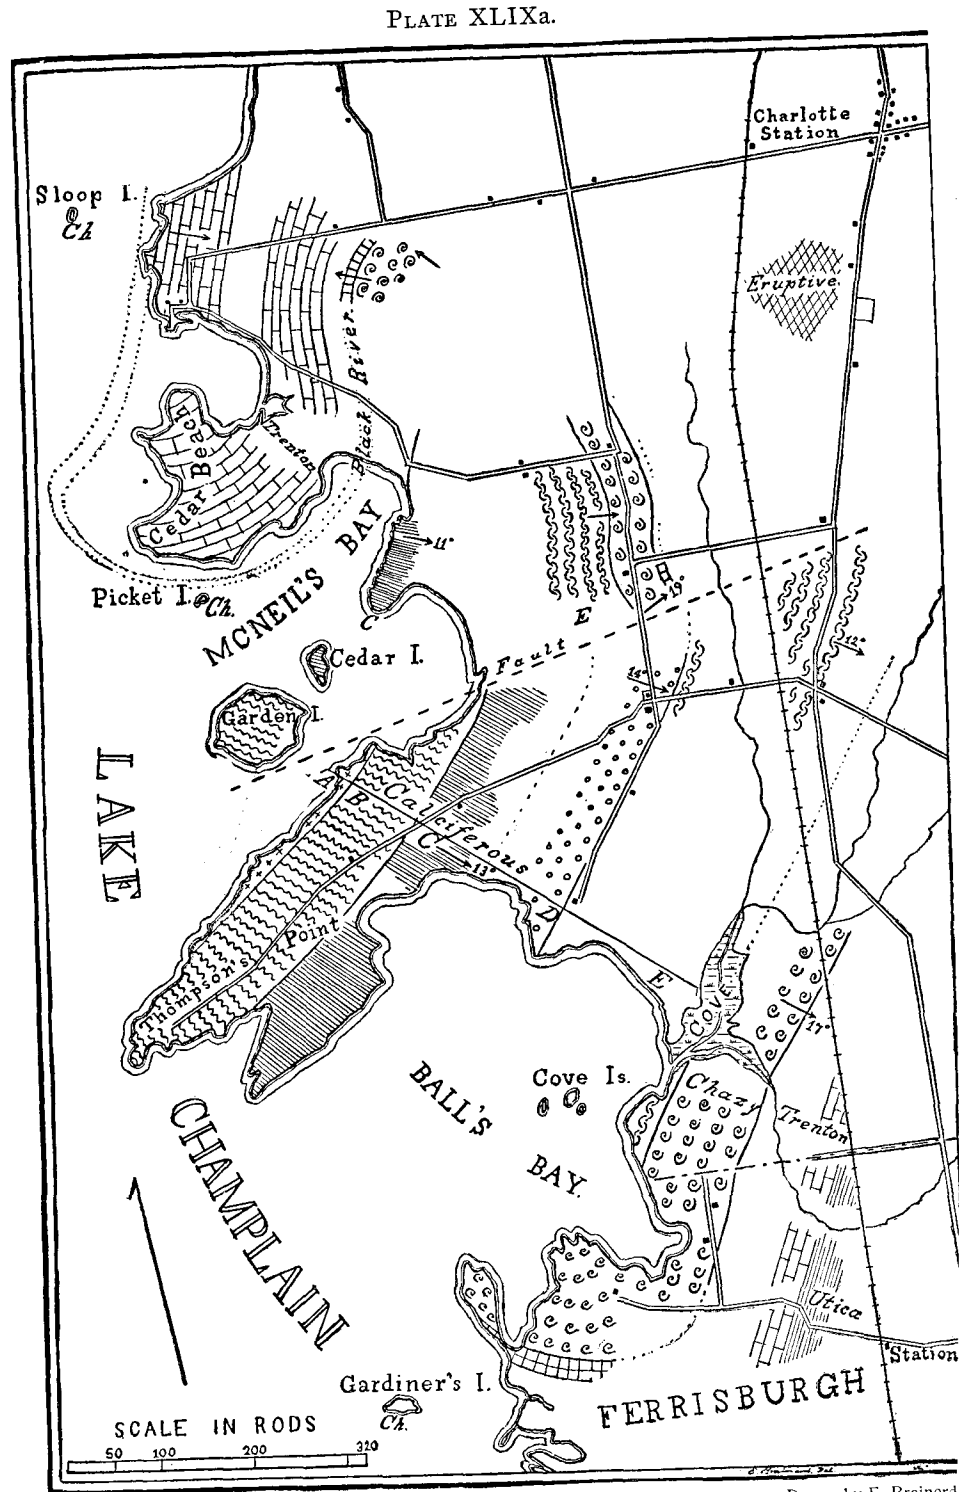 PLATE XLIXa.
Charlotte
Station
Sloop I.
Ch
Eruptive.
River
Black
Trenton
Cedar Beach
MCNEIL'S BAY
11°
C
Picket I.
Ch.
Cedar I.
Garden I.
Fault
E
H
19°
14°
12°
LAKE
A
B
Calciferous
C
13°
D
E
Thompson's Point
COVE
17°
Cove Is.
BALL'S
BAY.
Chazy
Trenton
CHAMPLAIN
Utica
Station
Gardiner's I.
Ch.
FERRISBURGH
SCALE IN RODS
50 100 200 320